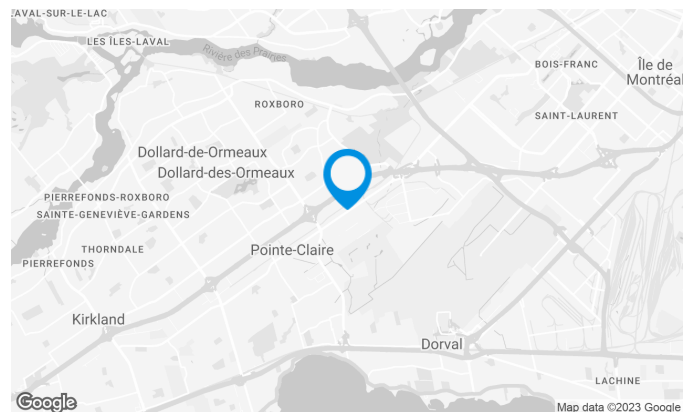 LAVAL-SUR-LE-LAC
LES ÎLES-LAVAL
Rivière des Prairies
BOIS-FRANC
Île de
Montréal
ROXBORO
SAINT-LAURENT
Dollard-de-Ormeaux
Dollard-des-Ormeaux
PIERREFONDS-ROXBORO
SAINTE-GENEVIÈVE-GARDENS
THORNDALE
Pointe-Claire
PIERREFONDS
Kirkland
Dorval
LACHINE
Google
Map data ©2023 Google